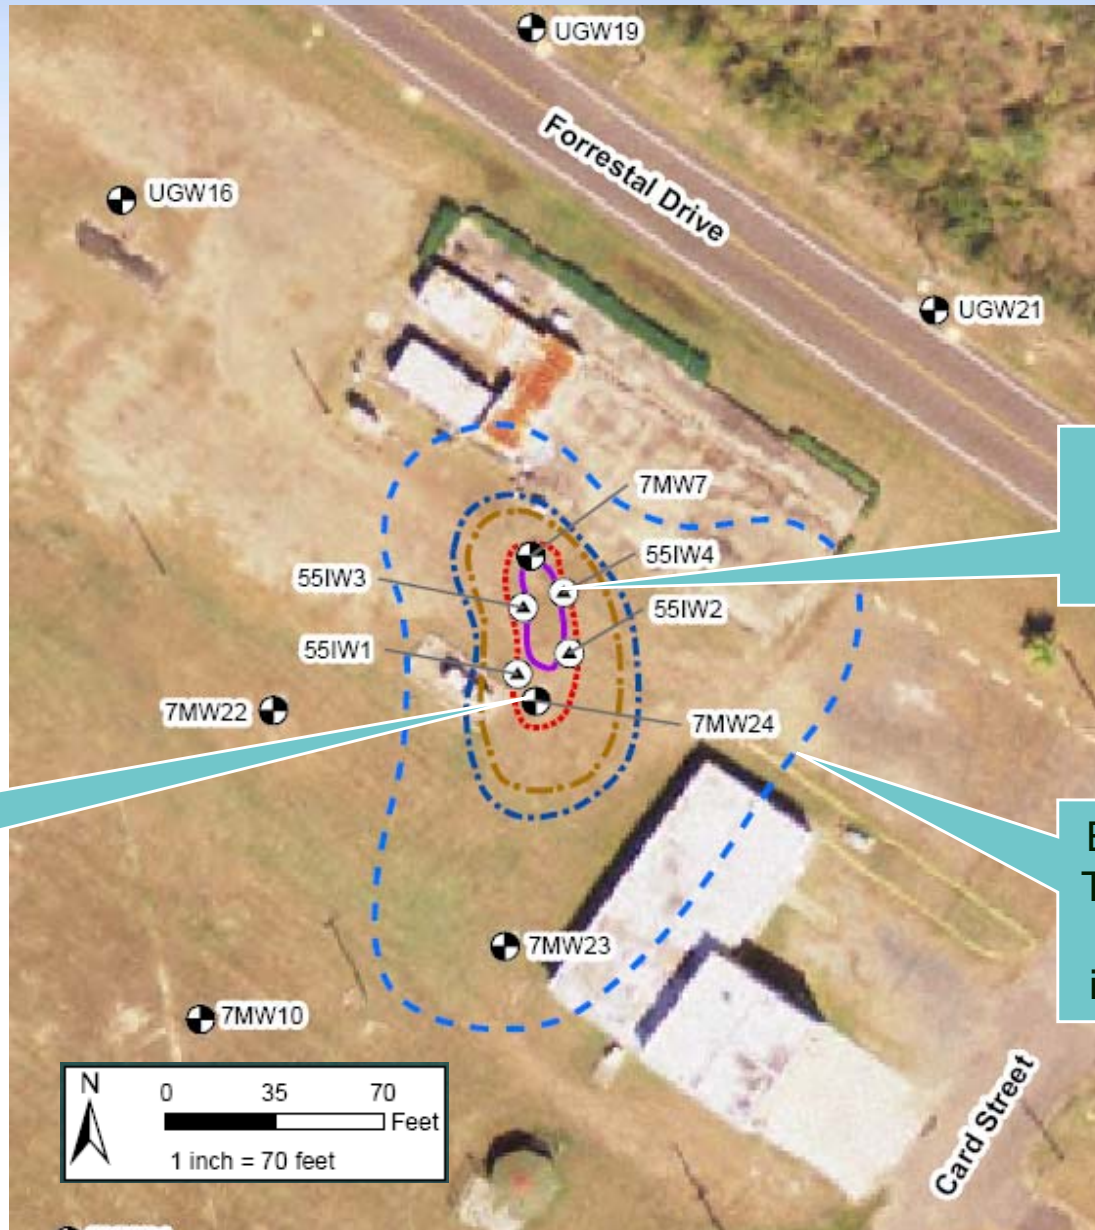 UGW19
Forrestal Drive
UGW16
UGW21
7MW7
55IW4
55IW3
55IW2
55IW1
7MW22
7MW24
7MW23
7MW10
N
0 35 70
Feet
1 inch = 70 feet
Card Street